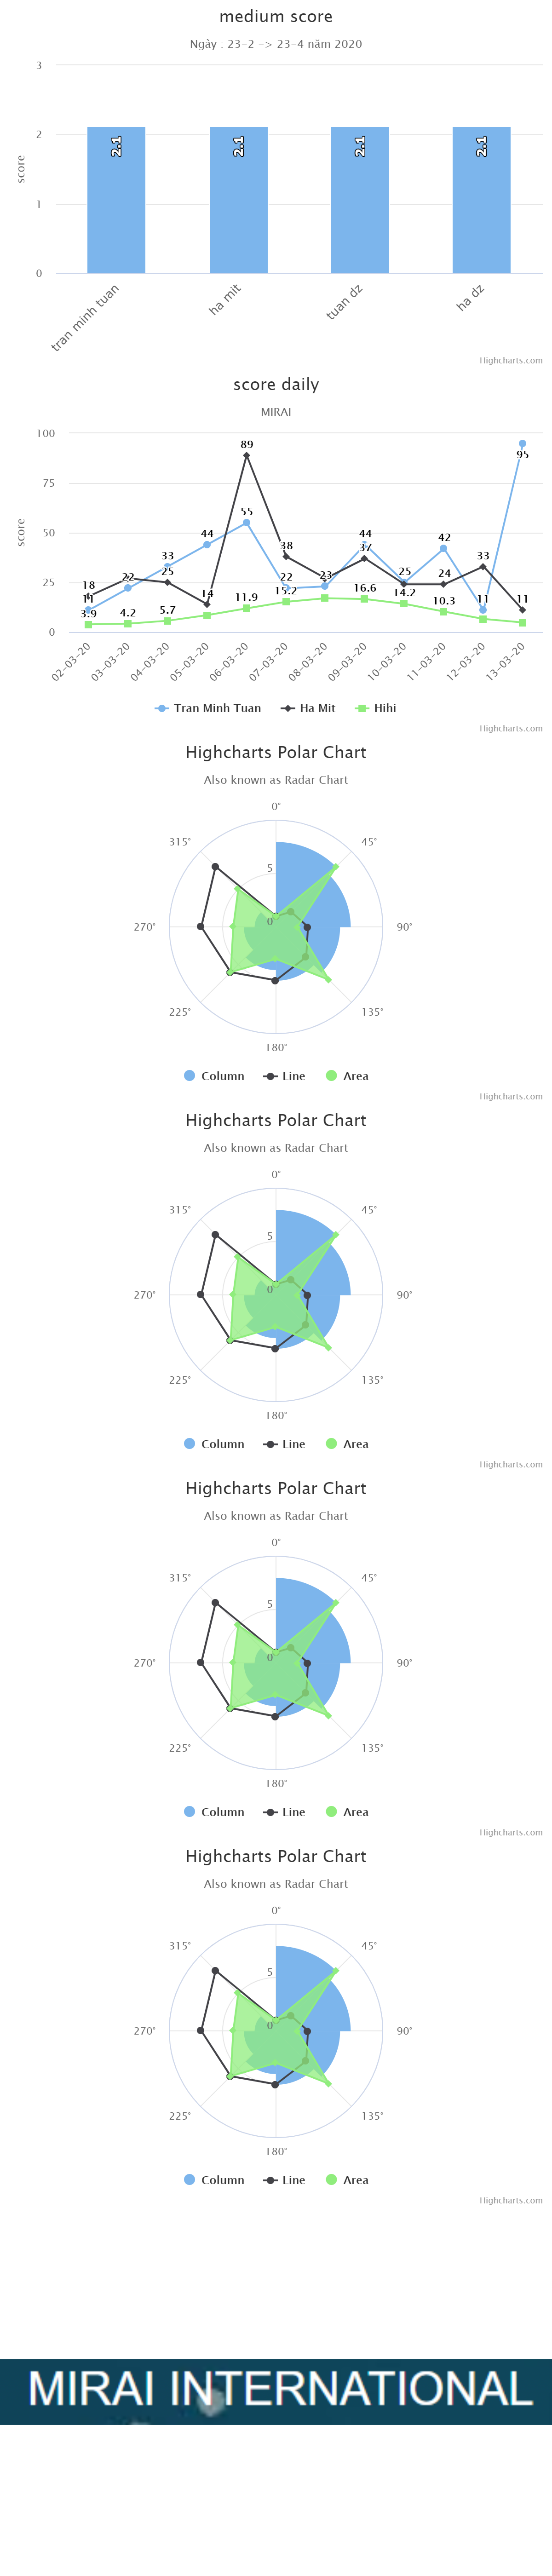 medium score
Ngày : 23-2 -> 23-4 năm 2020
3
2
1
0
score
2.1 2.1 2.1 2.1
tran minh tuan ha mit tuan dz ha dz
Highcharts.com
score daily
MIRAI
100
75
50
25
0
score
11 22 33 44 55 22 23 44 25 42 11 95
18 25 14 89 38 37 24 33 11
3.9 4.2 5.7 11.9 15.2 16.6 14.2 10.3
02-03-20 03-03-20 04-03-20 05-03-20 06-03-20 07-03-20 08-03-20 09-03-20 10-03-20 11-03-20 12-03-20 13-03-20
Tran Minh Tuan Ha Mit Hihi
Highcharts.com
Highcharts Polar Chart
Also known as Radar Chart
0°
315° 45°
5
0
270° 90°
225° 135°
180°
Column Line Area
Highcharts.com
Highcharts Polar Chart
Also known as Radar Chart
0°
315° 45°
5
0
270° 90°
225° 135°
180°
Column Line Area
Highcharts.com
Highcharts Polar Chart
Also known as Radar Chart
0°
315° 45°
5
0
270° 90°
225° 135°
180°
Column Line Area
Highcharts.com
Highcharts Polar Chart
Also known as Radar Chart
0°
315° 45°
5
0
270° 90°
225° 135°
180°
Column Line Area
Highcharts.com
MIRAI INTERNATIONAL